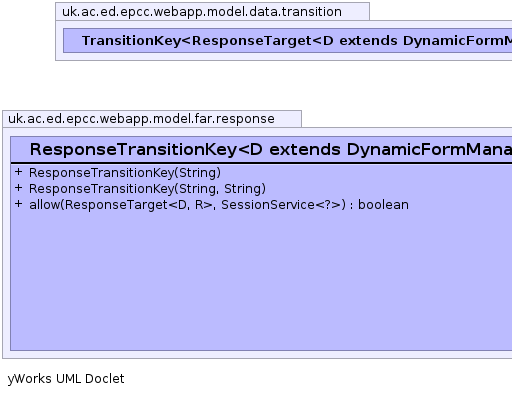 uk.ac.ed.epcc.webapp.model.data.transition
TransitionKey<ResponseTarget<D extends DynamicFormM
uk.ac.ed.epcc.webapp.model.far.response
ResponseTransitionKey<D extends DynamicFormMana
+ ResponseTransitionKey(String)
+ ResponseTransitionKey(String, String)
+ allow(ResponseTarget<D, R>, SessionService<?>) : boolean
yWorks UML Doclet